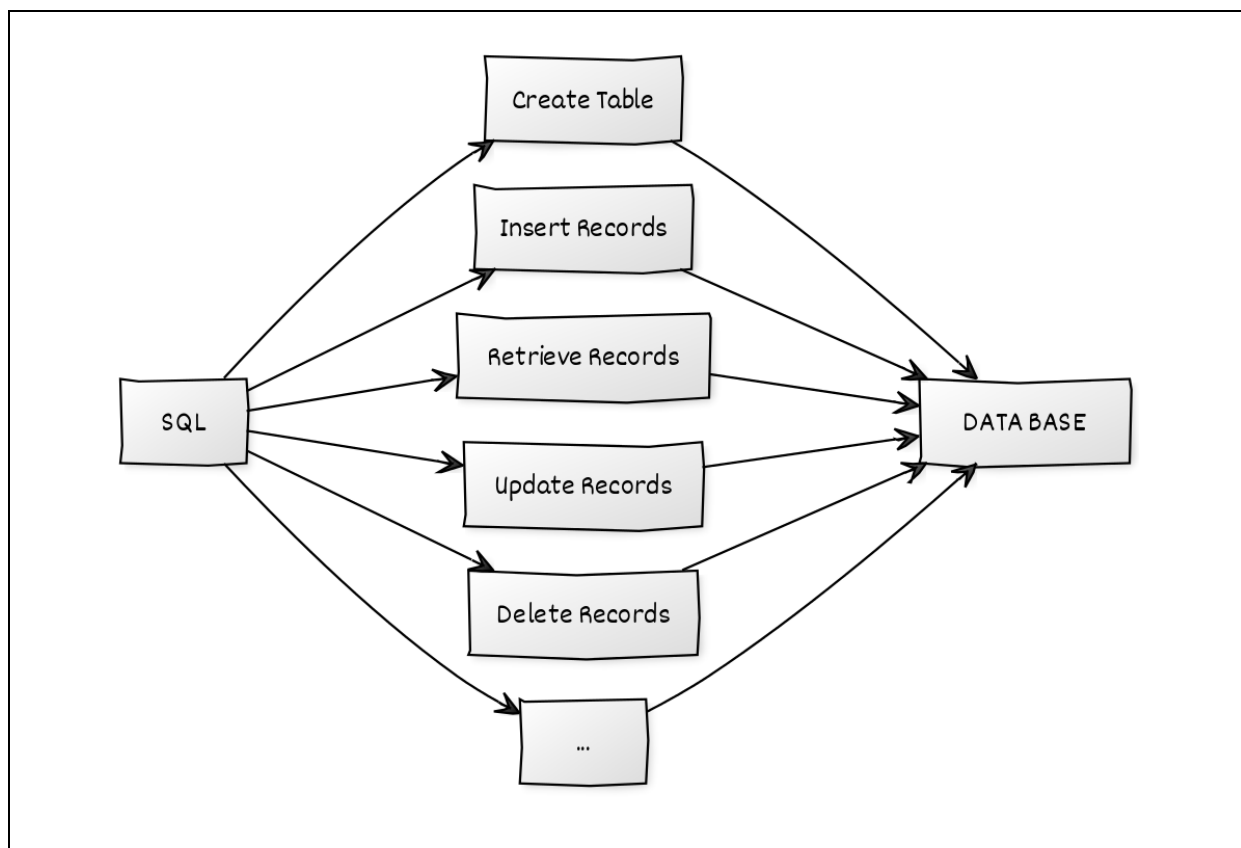 Create Table
Insert Records
Retrieve Records
SQL
DATA BASE
Update Records
Delete Records
...